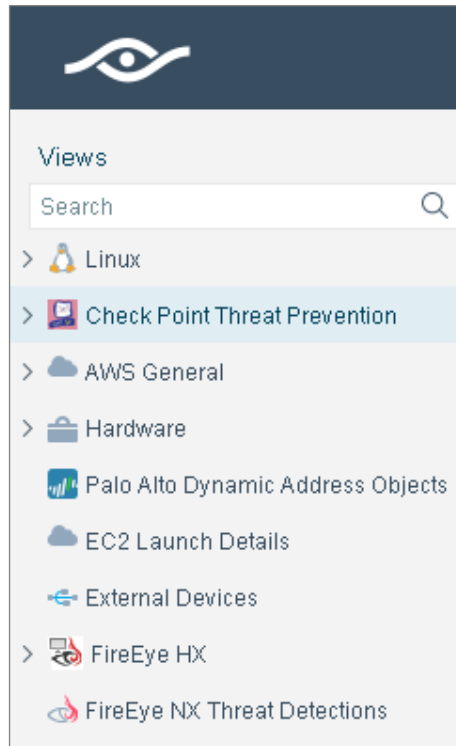 Views
Search
Linux
Check Point Threat Prevention
AWS General
Hardware
Palo Alto Dynamic Address Objects
EC2 Launch Details
External Devices
FireEye HX
FireEye NX Threat Detections